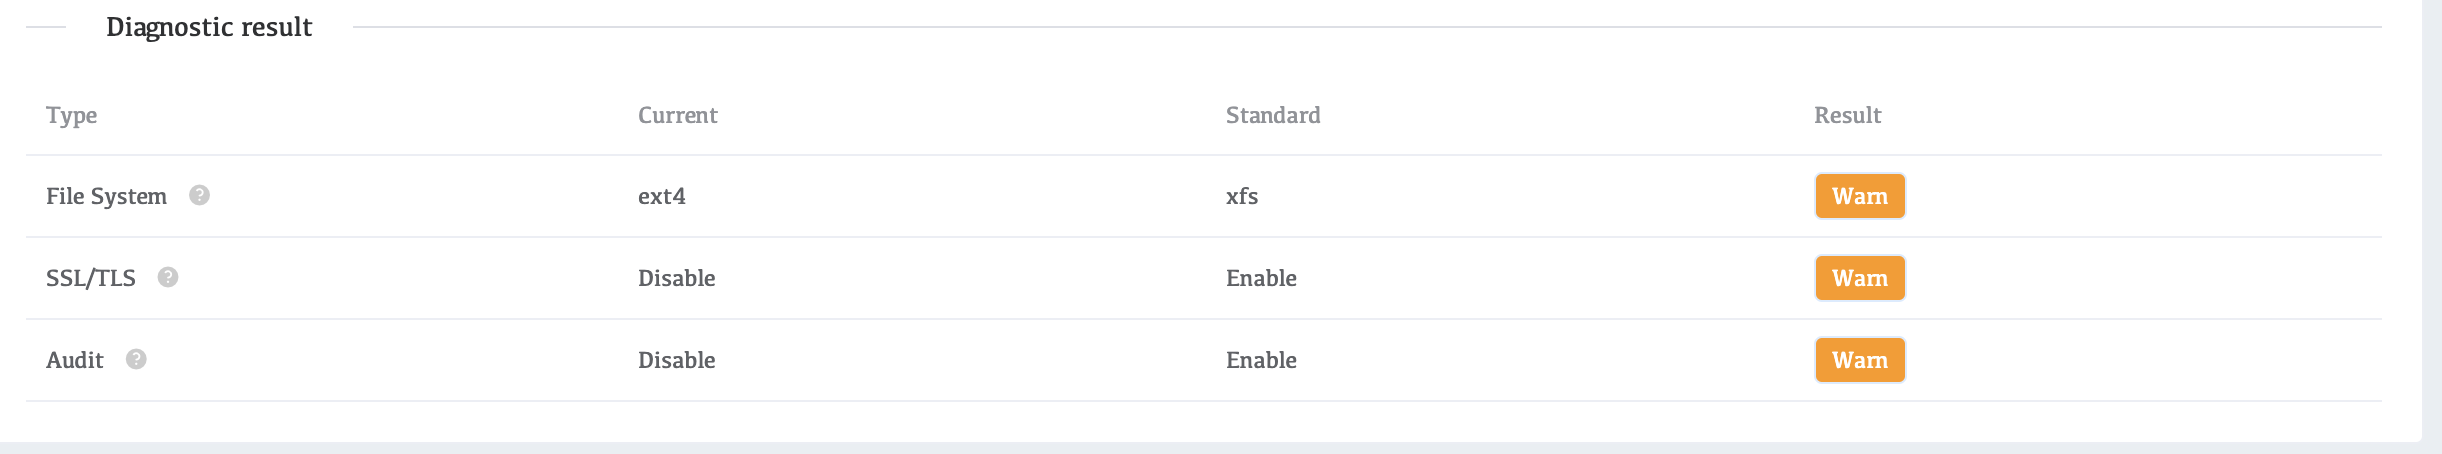 Diagnostic result
Type Current Standard Result
File System ? ext4 xfs Warn
SSL/TLS ? Disable Enable Warn
Audit ? Disable Enable Warn